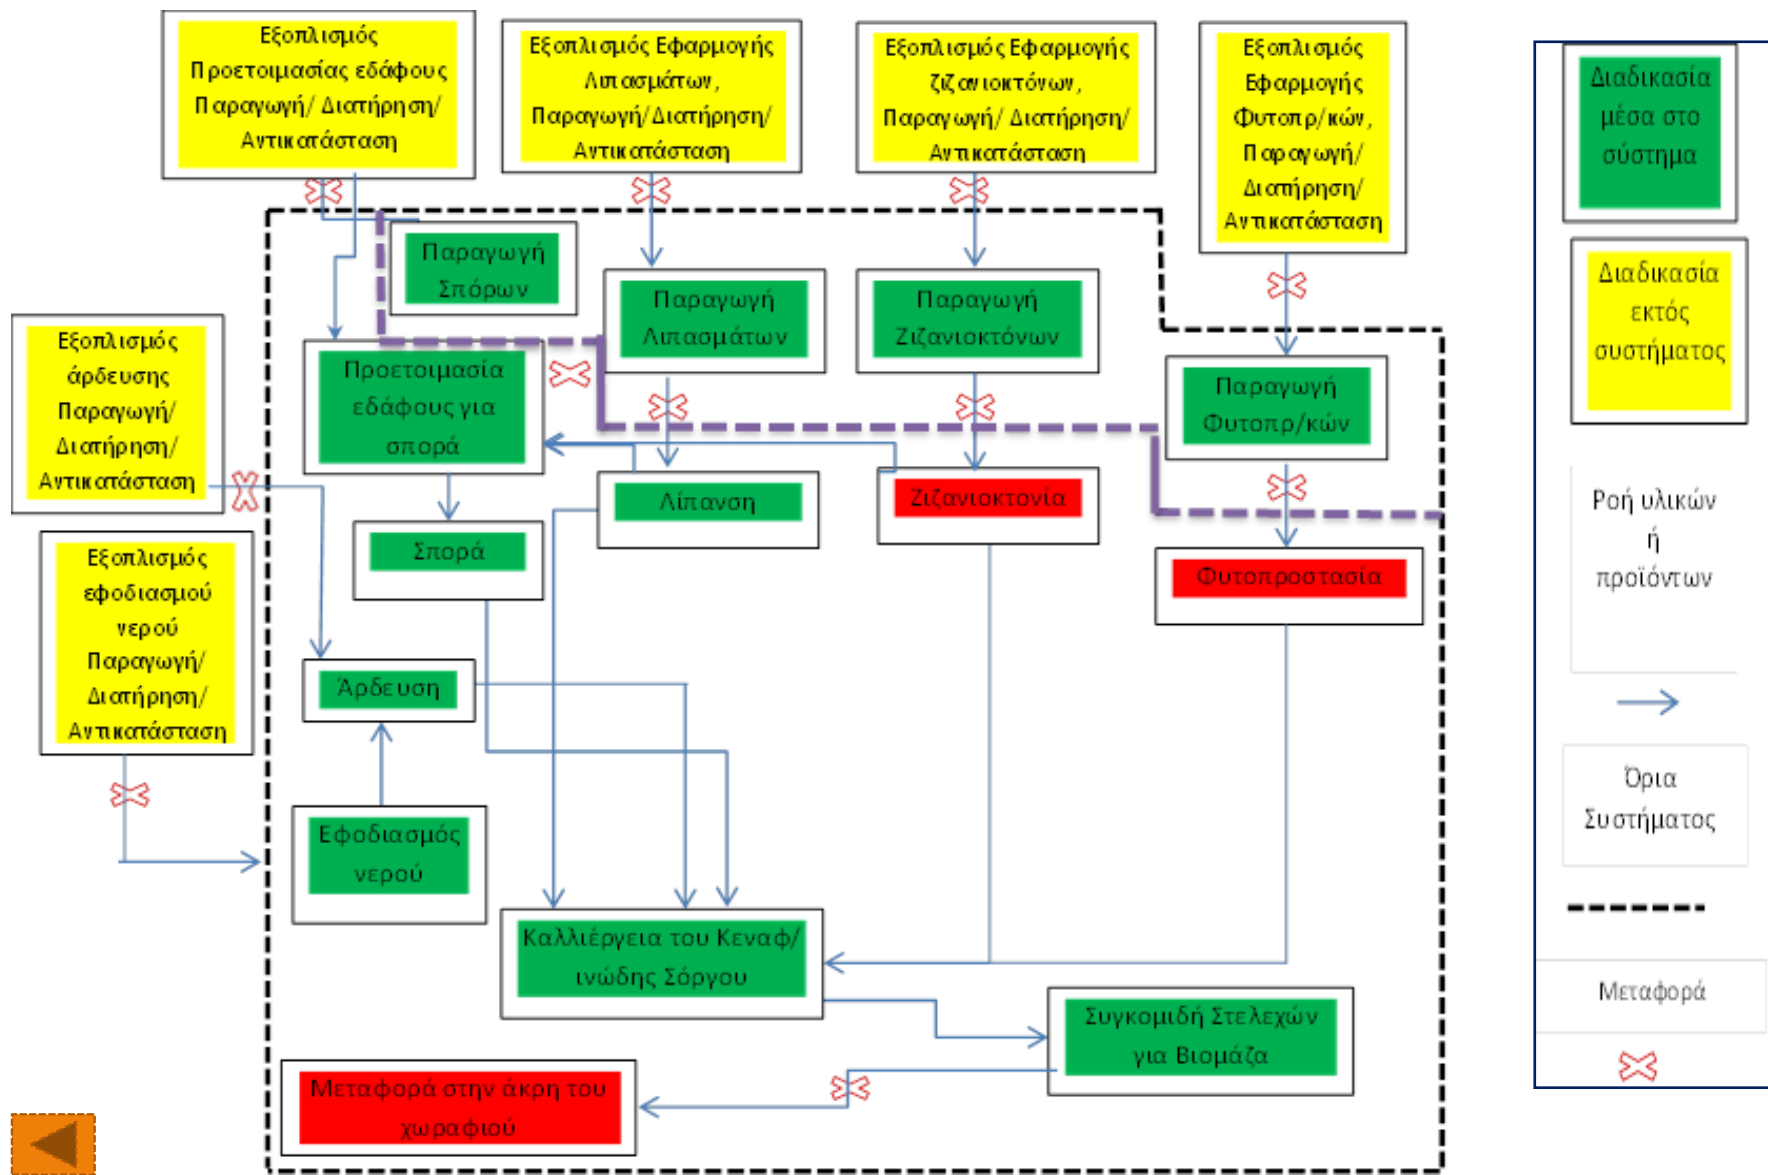 Εξοπλισμός
Προετοιμασίας εδάφους
Παραγωγή/ Διατήρηση/
Αντικατάσταση
Εξοπλισμός Εφαρμογής
Λιπασμάτων,
Παραγωγή/Διατήρηση/
Αντικατάσταση
Εξοπλισμός Εφαρμογής
ζιζανιοκτόνων,
Παραγωγή/ Διατήρηση/
Αντικατάσταση
Εξοπλισμός
Εφαρμογής
Φυτοπρ/κών,
Παραγωγή/
Διατήρηση/
Αντικατάσταση
Παραγωγή
Σπόρων
Παραγωγή
Λιπασμάτων
Παραγωγή
Ζιζανιοκτόνων
Παραγωγή
Φυτοπρ/κών
Εξοπλισμός
άρδευσης
Παραγωγή/
Διατήρηση/
Αντικατάσταση
Προετοιμασία
εδάφους για
σπορά
Λίπανση
Ζιζανιοκτονία
Σπορά
Φυτοπροστασία
Εξοπλισμός
εφοδιασμού
νερού
Παραγωγή/
Διατήρηση/
Αντικατάσταση
Άρδευση
Εφοδιασμός
νερού
Καλλιέργεια του Κεναφ/
ινώδης Σόργου
Συγκομιδή Στελεχών
για Βιομάζα
Μεταφορά στην άκρη του
χωραφιού
Διαδικασία
μέσα στο
σύστημα
Διαδικασία
εκτός
συστήματος
Ροή υλικών
ή
προϊόντων
Όρια
Συστήματος
Μεταφορά